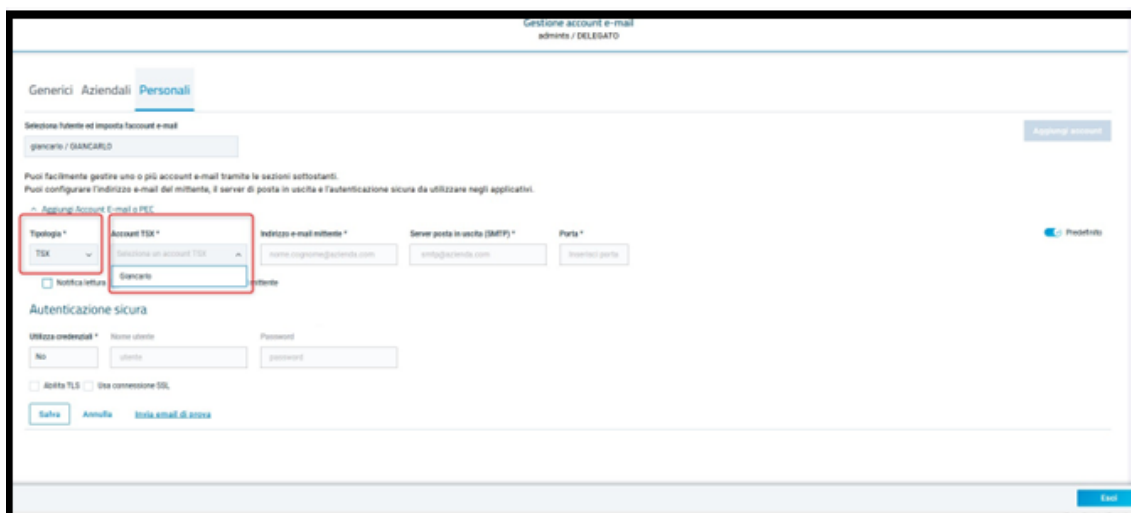 Gestione account e-mail
admints / DELEGATO
Generici Aziendali Personali
Seleziona l'utente ed imposta l'account e-mail
giancarlo / GIANCARLO
Aggiungi account
Puoi facilmente gestire uno o più account e-mail tramite le sezioni sottostanti.
Puoi configurare l'indirizzo e-mail del mittente, il server di posta in uscita e l'autenticazione sicura da utilizzare negli applicativi.
Aggiungi Account E-mail o PEC
Tipologia * Account TSX * Indirizzo e-mail mittente * Server posta in uscita (SMTP) * Porta * Predefinito
TSX Seleziona un account TSX nome.cognome@azienda.com smtp@azienda.com Inserisci porta
Giancarlo
Notifica lettura mittente
Autenticazione sicura
Utilizza credenziali * Nome utente Password
No utente password
Abilita TLS Usa connessione SSL
Salva Annulla Invia email di prova
Esci